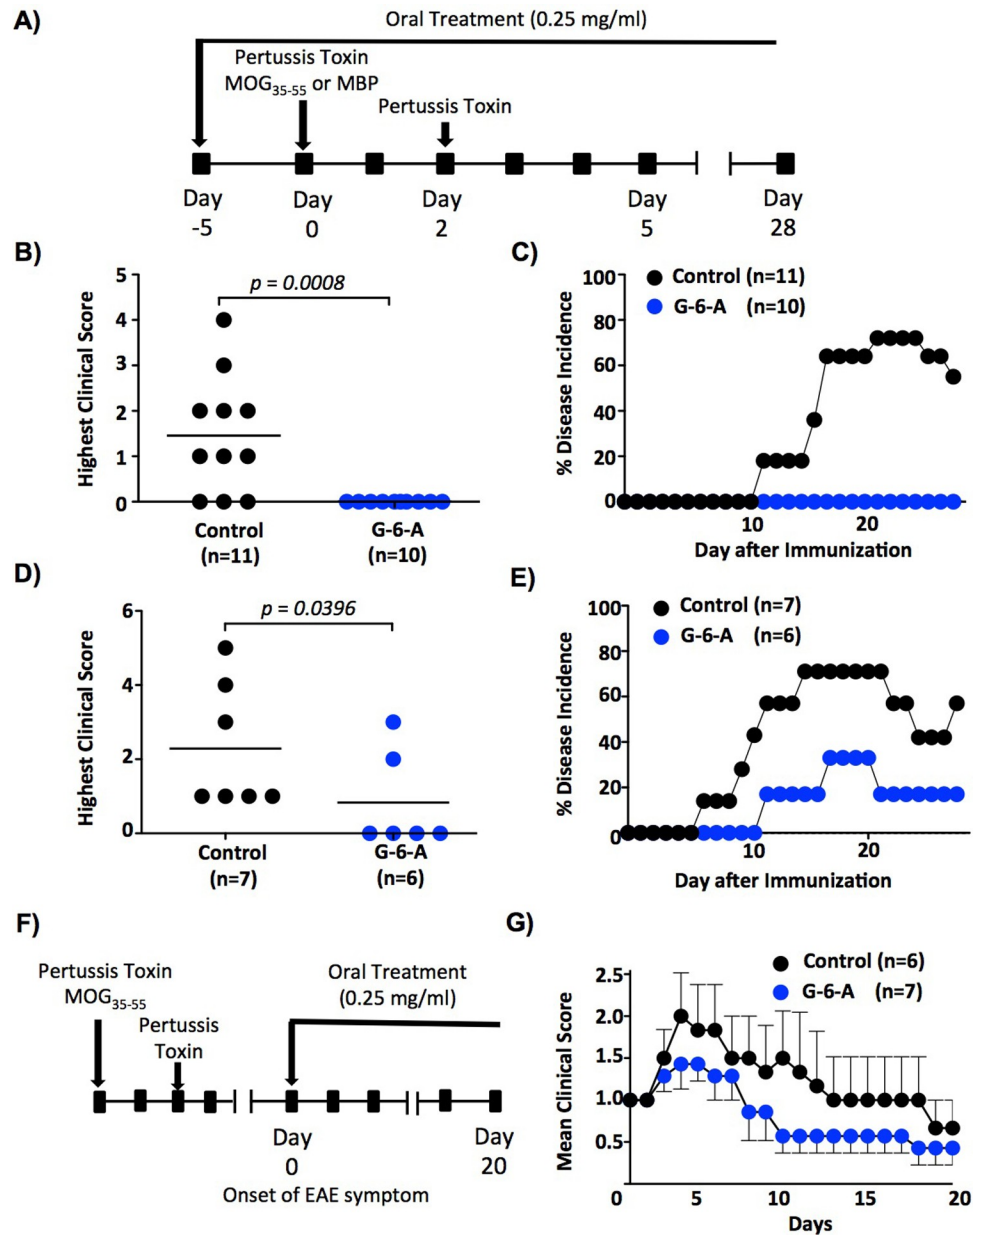 A)
Oral Treatment (0.25 mg/ml)
Pertussis Toxin
MOG35-55 or MBP
Pertussis Toxin
Day
-5
Day
0
Day
2
Day
5
Day
28
B)
Highest Clinical Score
5
4
3
2
1
0
p = 0.0008
Control
(n=11)
G-6-A
(n=10)
C)
% Disease Incidence
100
80
60
40
20
0
Control (n=11)
G-6-A (n=10)
10
20
Day after Immunization
D)
Highest Clinical Score
6
4
2
0
p = 0.0396
Control
(n=7)
G-6-A
(n=6)
E)
% Disease Incidence
100
80
60
40
20
0
Control (n=7)
G-6-A (n=6)
10
20
Day after Immunization
F)
Pertussis Toxin
MOG35-55
Pertussis
Toxin
Oral Treatment
(0.25 mg/ml)
Day
0
Day
20
Onset of EAE symptom
G)
Mean Clinical Score
2.5
2.0
1.5
1.0
0.5
Control (n=6)
G-6-A (n=7)
0
5
10
15
20
Days